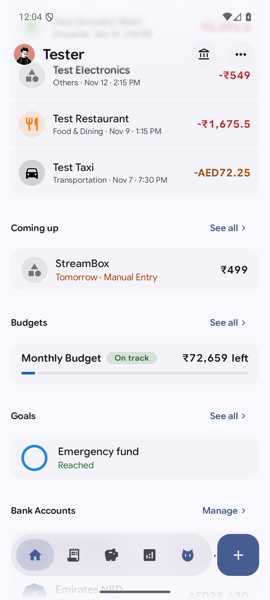 12:04
Tester
Test Electronics
Others · Nov 12 · 2:15 PM
-₹549
Test Restaurant
Food & Dining · Nov 9 · 1:15 PM
-₹1,675.5
Test Taxi
Transportation · Nov 7 · 7:30 PM
-AED72.25
Coming up
See all ›
StreamBox
Tomorrow · Manual Entry
₹499
Budgets
See all ›
Monthly Budget
On track
₹72,659 left
Goals
See all ›
Emergency fund
Reached
Bank Accounts
Manage ›
Emirates NBD